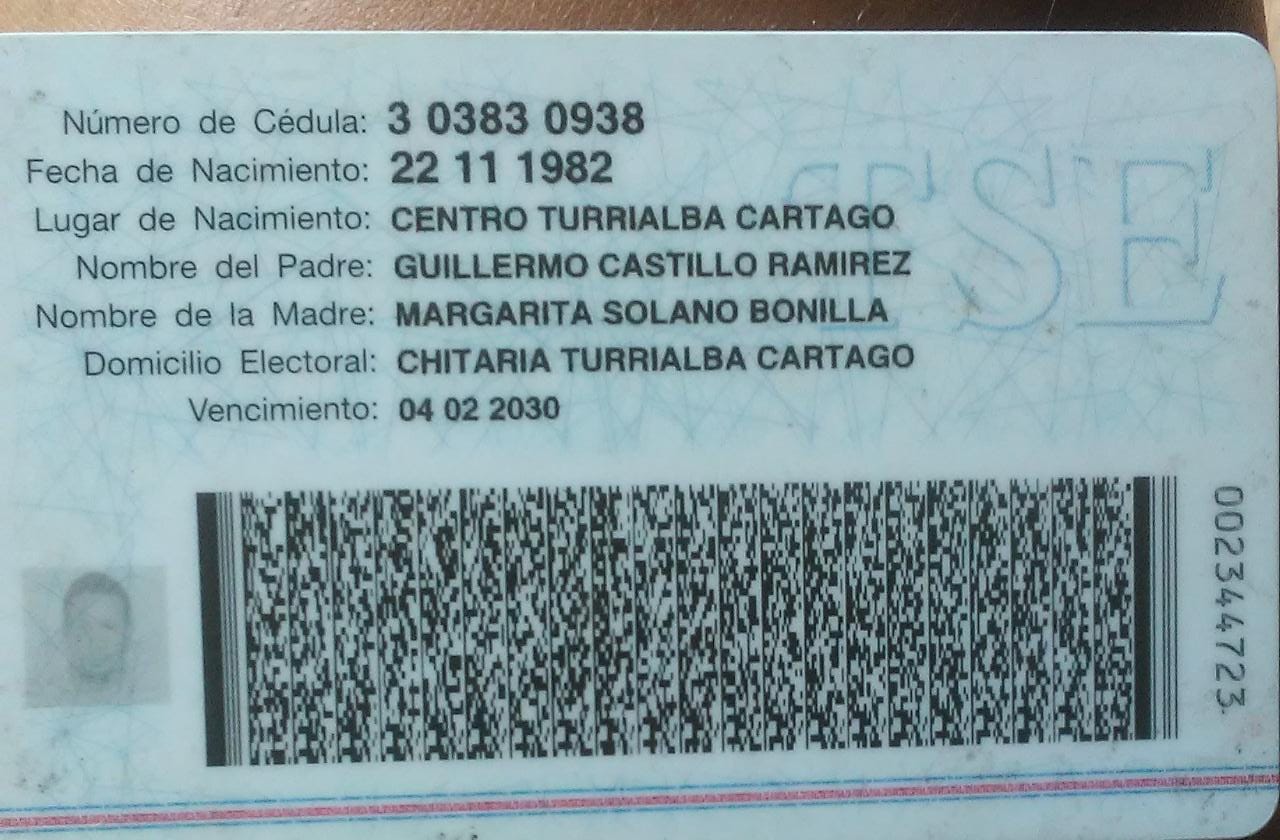 Número de Cédula: 3 0383 0938
Fecha de Nacimiento: 22 11 1982
Lugar de Nacimiento: CENTRO TURRIALBA CARTAGO
Nombre del Padre: GUILLERMO CASTILLO RAMIREZ
Nombre de la Madre: MARGARITA SOLANO BONILLA
Domicilio Electoral: CHITARIA TURRIALBA CARTAGO
Vencimiento: 04 02 2030
TSE
002344723